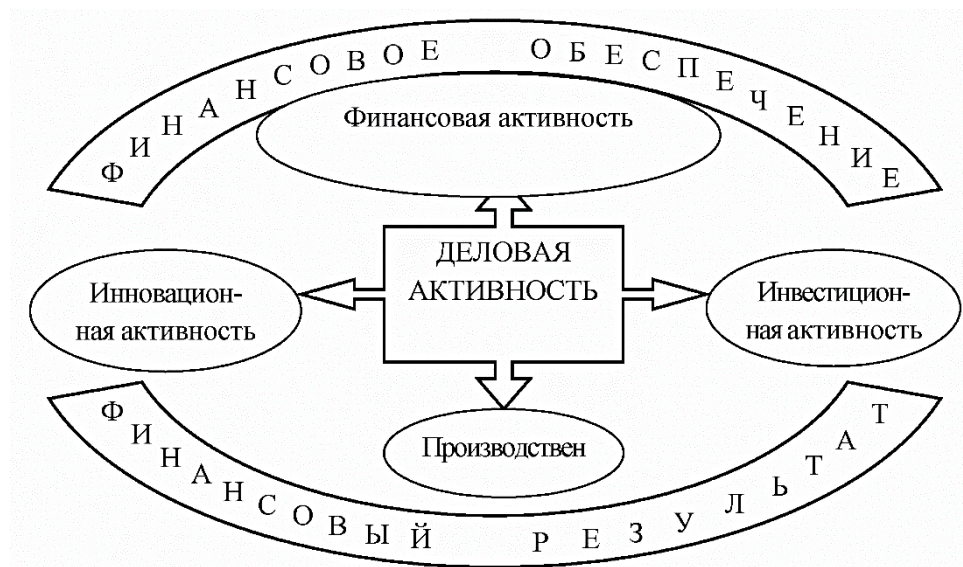 ФИНАНСОВОЕ ОБЕСПЕЧЕНИЕ
Финансовая активность
ДЕЛОВАЯ
АКТИВНОСТЬ
Инновацион-
ная активность
Инвестицион-
ная активность
Производствен
ФИНАНСОВЫЙ РЕЗУЛЬТАТ